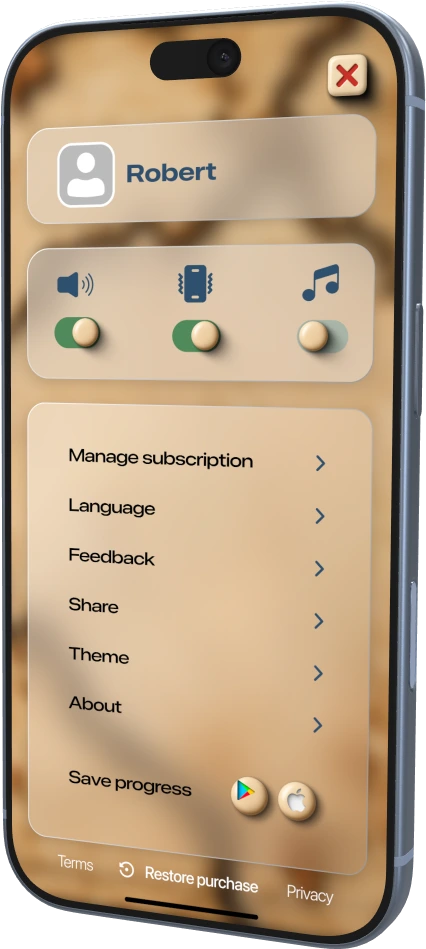 Robert
Manage subscription
Language
Feedback
Share
Theme
About
Save progress
Terms
Restore purchase
Privacy